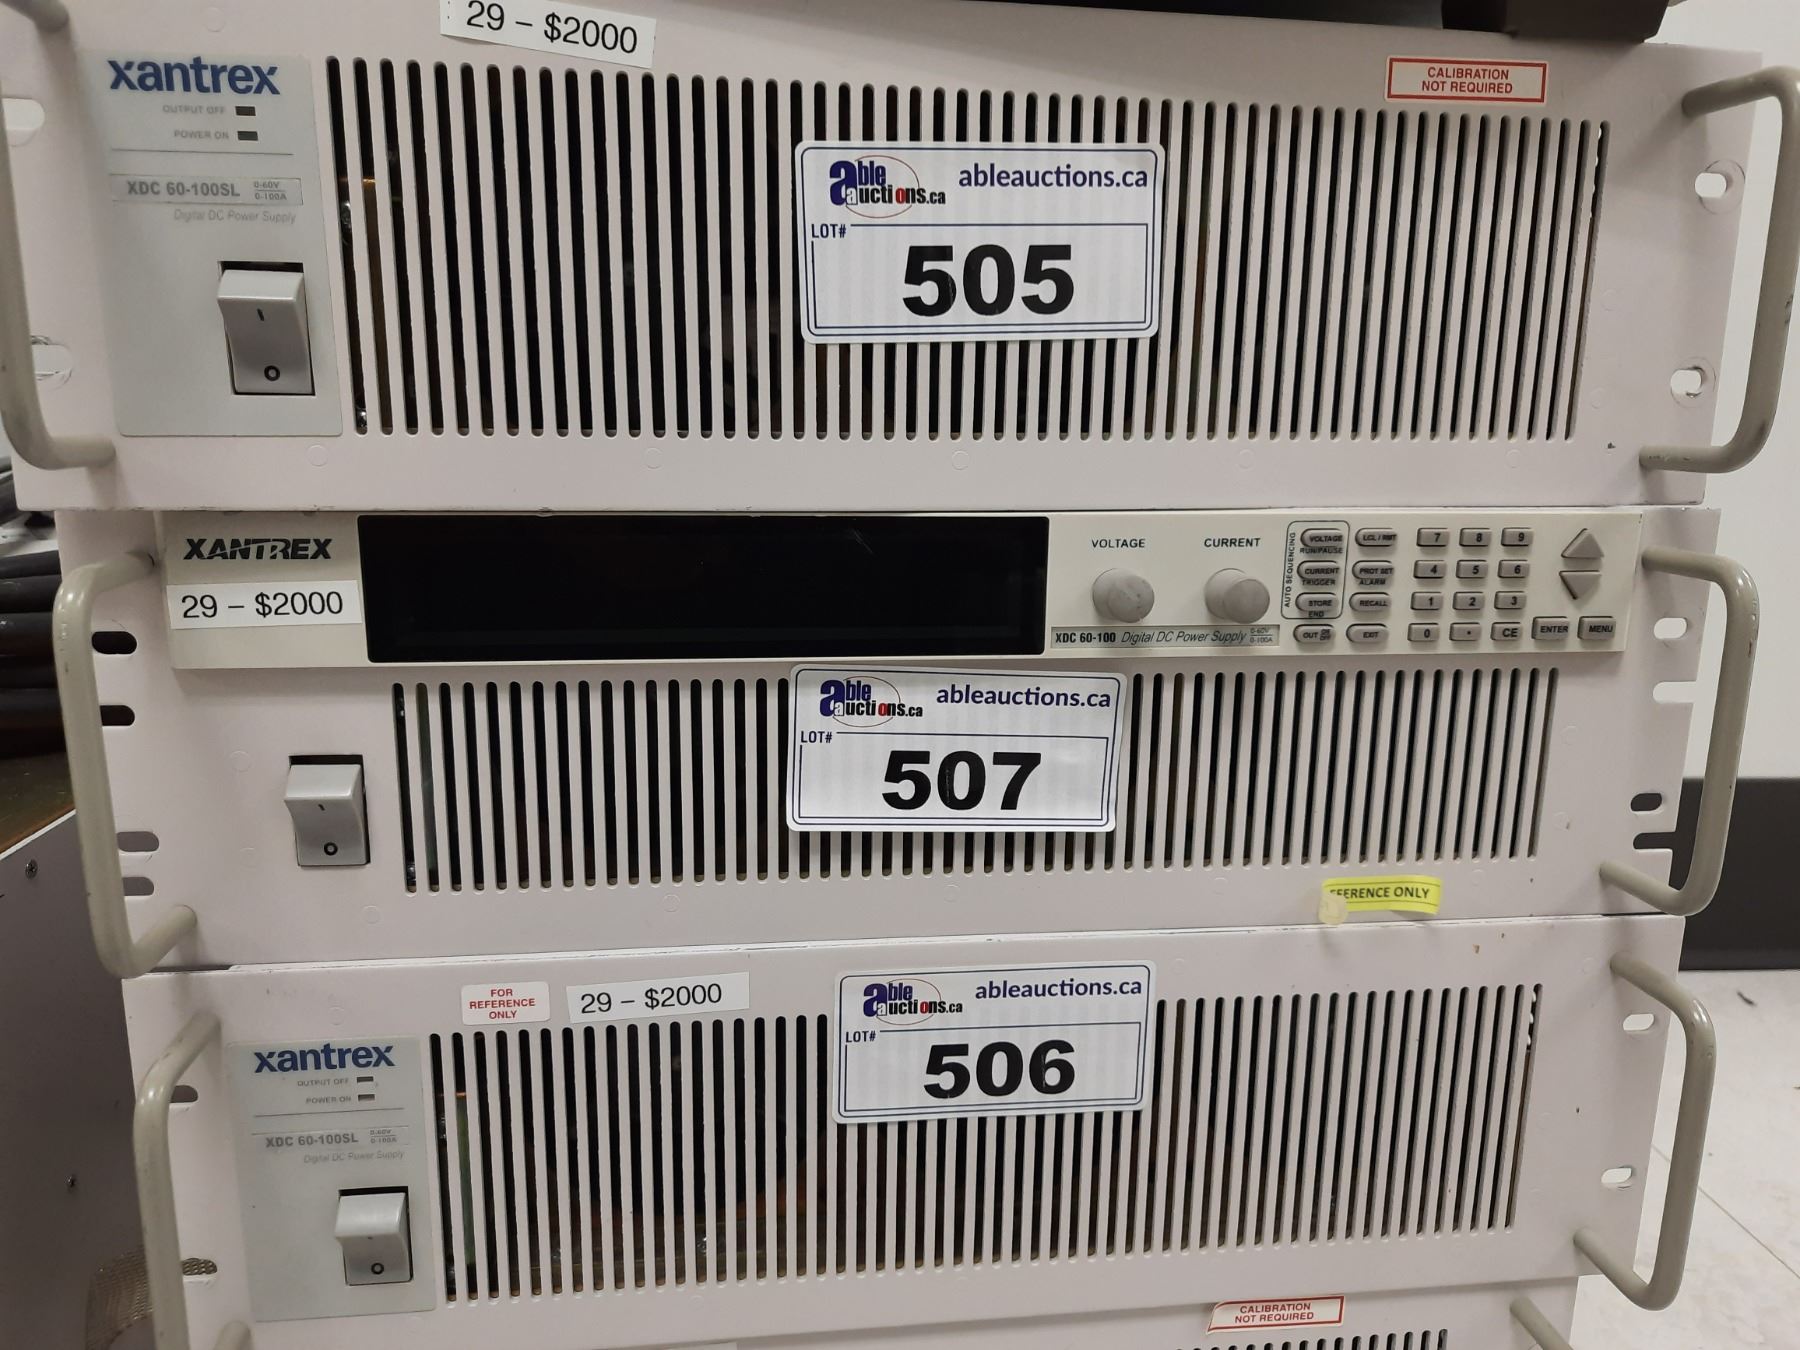 29 – $2000
xantrex
OUTPUT OFF
POWER ON
XDC 60-100SL 0-60V
0-100A
Digital DC Power Supply
I
O
CALIBRATION
NOT REQUIRED
able
auctions.ca
ableauctions.ca
LOT#
505
XANTREX
29 – $2000
VOLTAGE
CURRENT
XDC 60-100 Digital DC Power Supply 0-60V
0-100A
AUTO SEQUENCING
VOLTAGE
RUN/PAUSE
CURRENT
TRIGGER
STORE
END
OUT ON
OFF
LCL / RMT
PROT SET
ALARM
RECALL
EXIT
7 8 9
4 5 6
1 2 3
0 • CE ENTER MENU
I
O
able
auctions.ca
ableauctions.ca
LOT#
507
FERENCE ONLY
FOR
REFERENCE
ONLY
29 – $2000
xantrex
OUTPUT OFF
POWER ON
XDC 60-100SL 0-60V
0-100A
Digital DC Power Supply
O
able
auctions.ca
ableauctions.ca
LOT#
506
CALIBRATION
NOT REQUIRED